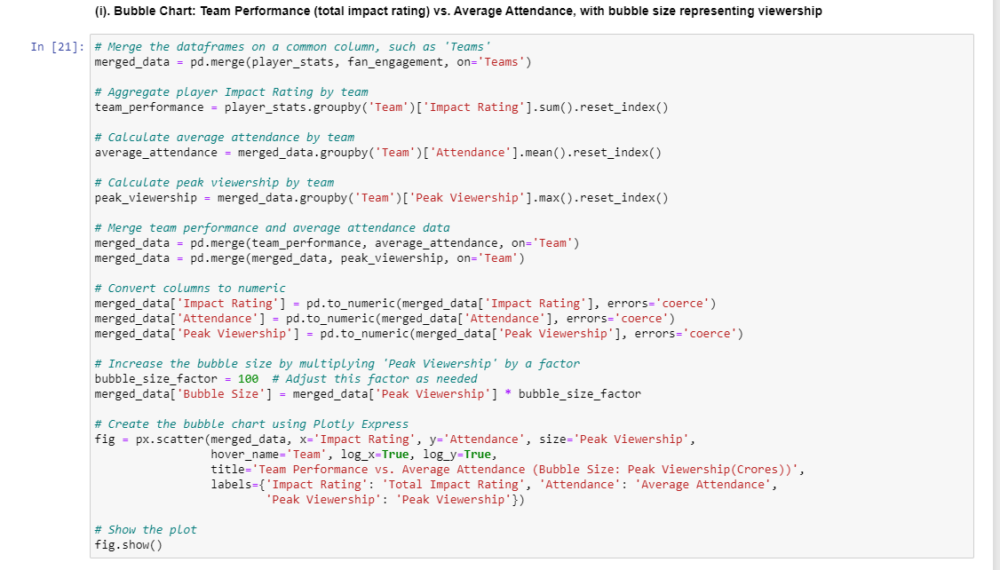 (i). Bubble Chart: Team Performance (total impact rating) vs. Average Attendance, with bubble size representing viewership
In [21]:
# Merge the dataframes on a common column, such as 'Teams'
merged_data = pd.merge(player_stats, fan_engagement, on='Teams')
# Aggregate player Impact Rating by team
team_performance = player_stats.groupby('Team')['Impact Rating'].sum().reset_index()
# Calculate average attendance by team
average_attendance = merged_data.groupby('Team')['Attendance'].mean().reset_index()
# Calculate peak viewership by team
peak_viewership = merged_data.groupby('Team')['Peak Viewership'].max().reset_index()
# Merge team performance and average attendance data
merged_data = pd.merge(team_performance, average_attendance, on='Team')
merged_data = pd.merge(merged_data, peak_viewership, on='Team')
# Convert columns to numeric
merged_data['Impact Rating'] = pd.to_numeric(merged_data['Impact Rating'], errors='coerce')
merged_data['Attendance'] = pd.to_numeric(merged_data['Attendance'], errors='coerce')
merged_data['Peak Viewership'] = pd.to_numeric(merged_data['Peak Viewership'], errors='coerce')
# Increase the bubble size by multiplying 'Peak Viewership' by a factor
bubble_size_factor = 100  # Adjust this factor as needed
merged_data['Bubble Size'] = merged_data['Peak Viewership'] * bubble_size_factor
# Create the bubble chart using Plotly Express
fig = px.scatter(merged_data, x='Impact Rating', y='Attendance', size='Peak Viewership',
hover_name='Team', log_x=True, log_y=True,
title='Team Performance vs. Average Attendance (Bubble Size: Peak Viewership(Crores))',
labels={'Impact Rating': 'Total Impact Rating', 'Attendance': 'Average Attendance',
'Peak Viewership': 'Peak Viewership'})
# Show the plot
fig.show()